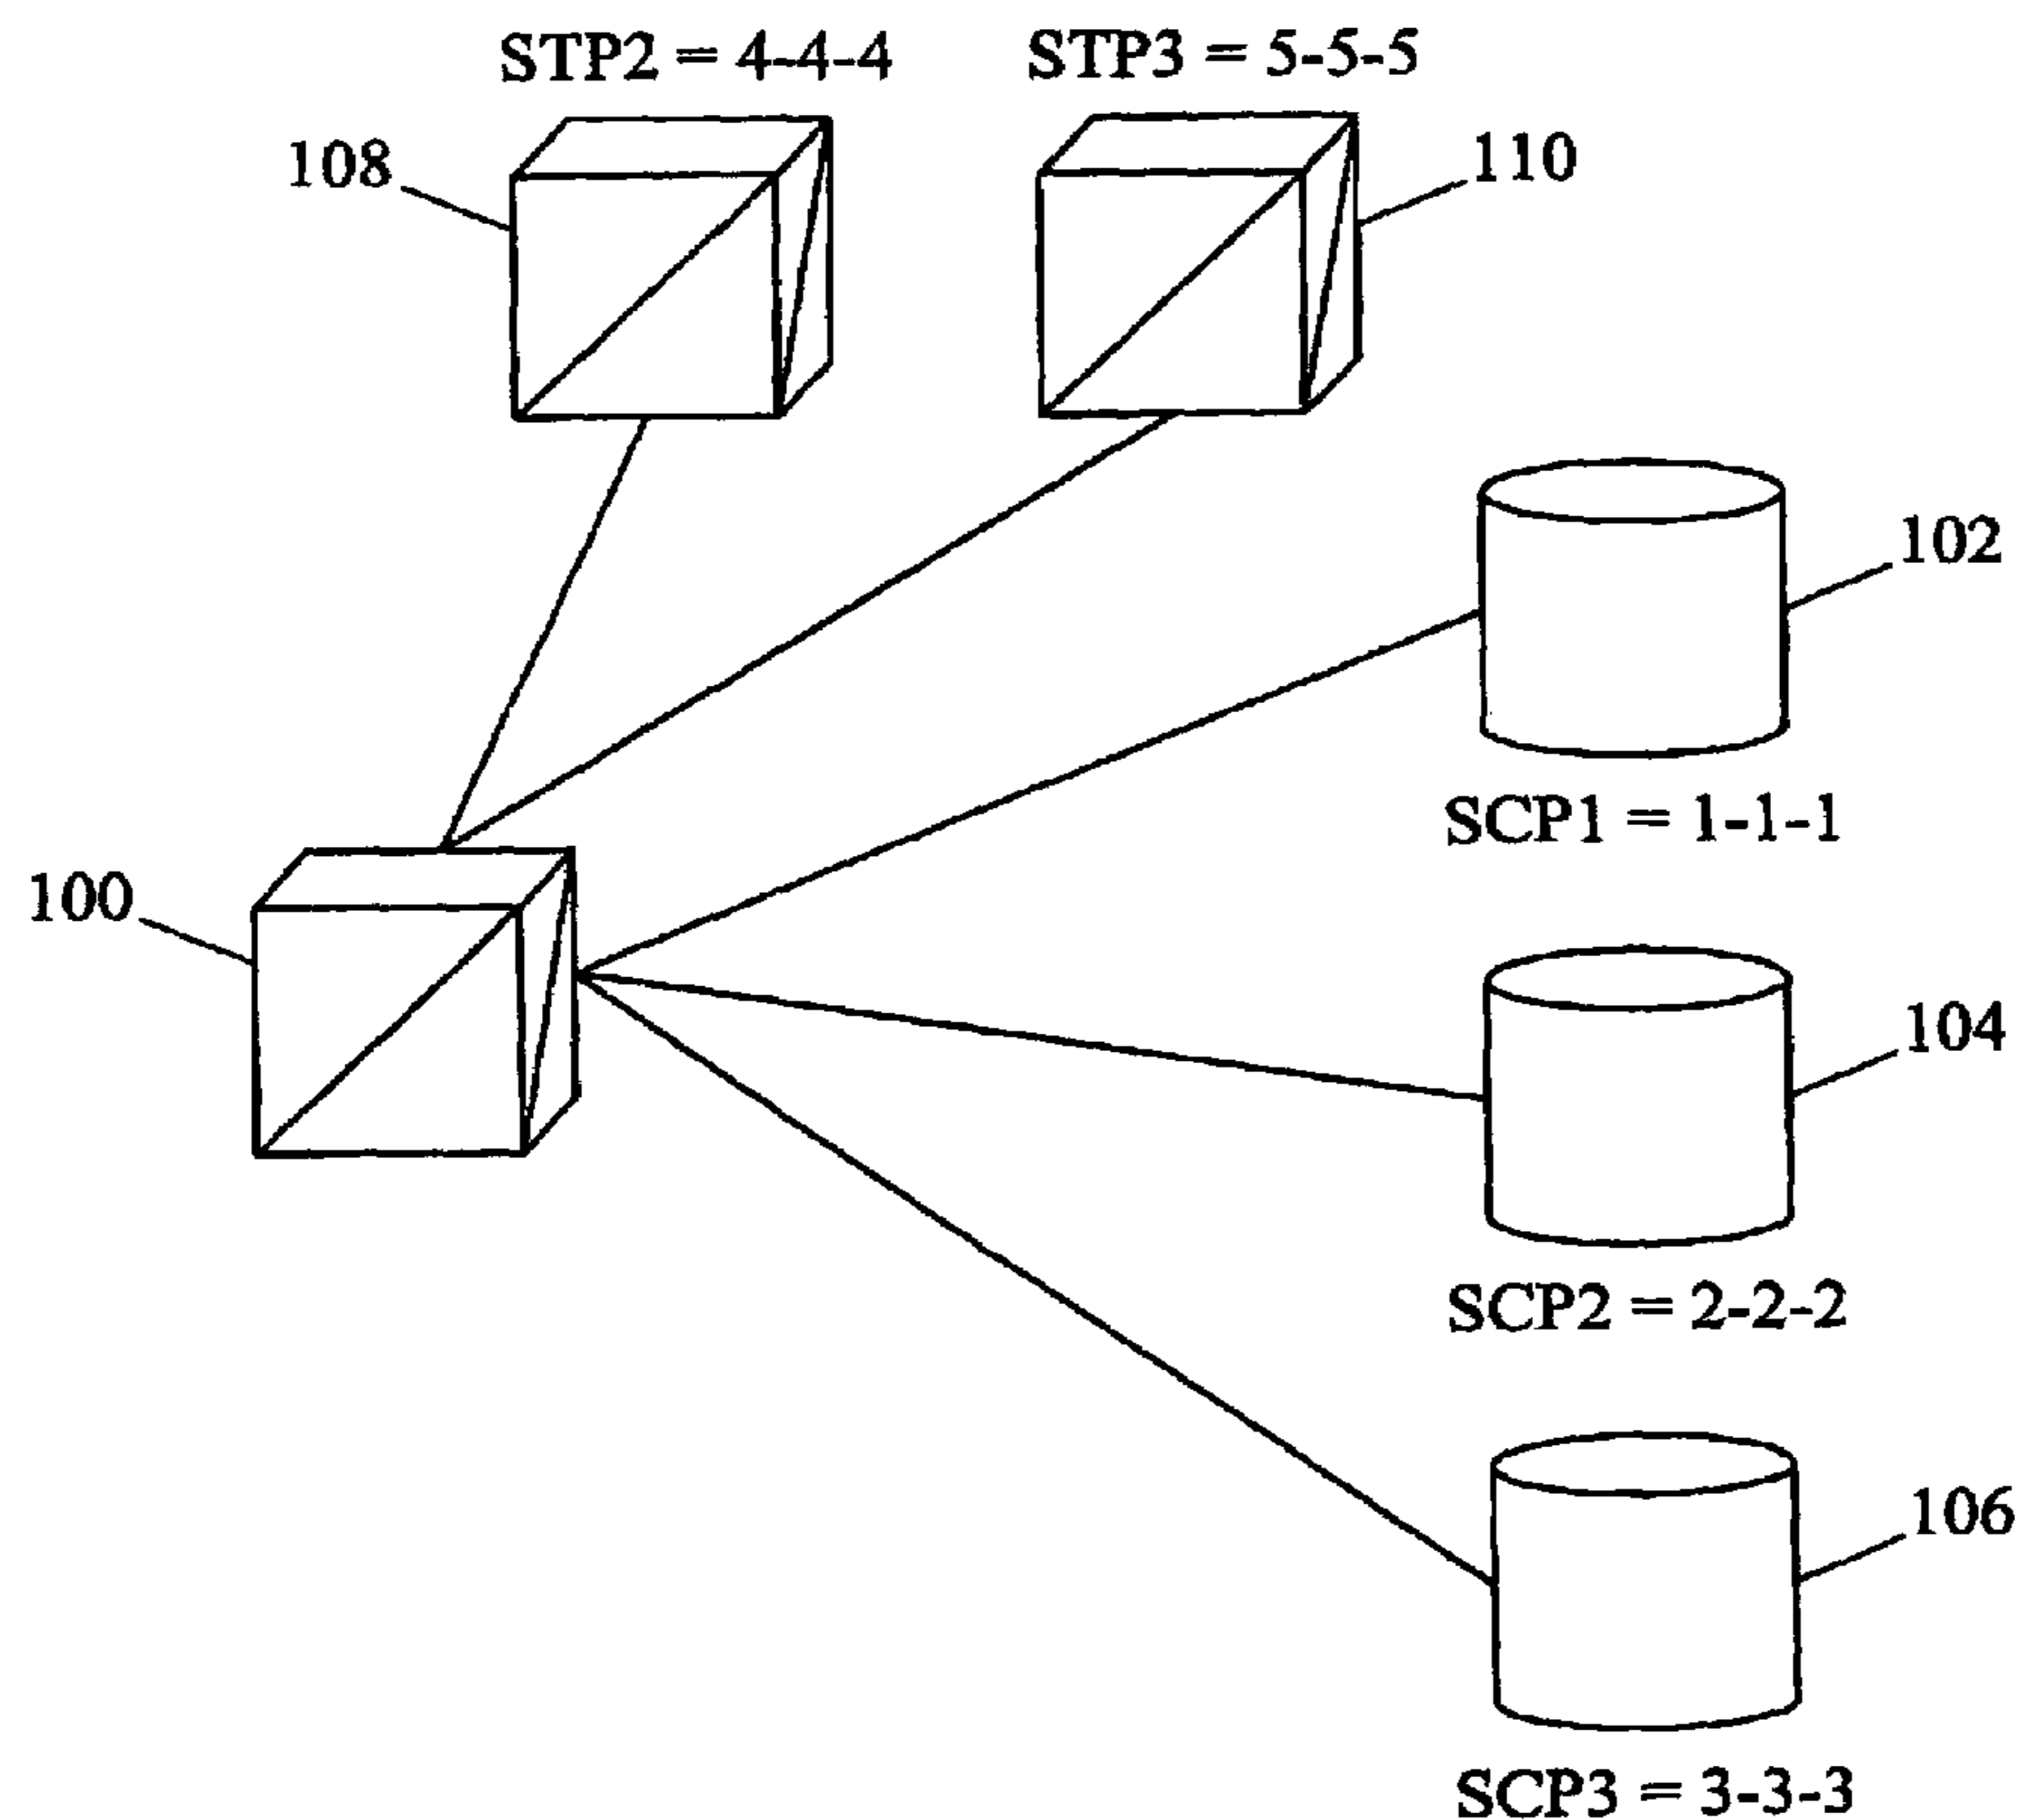 STP2 = 4-4-4
STP3 = 5-5-5
108
110
102
SCP1 = 1-1-1
100
104
SCP2 = 2-2-2
106
SCP3 = 3-3-3